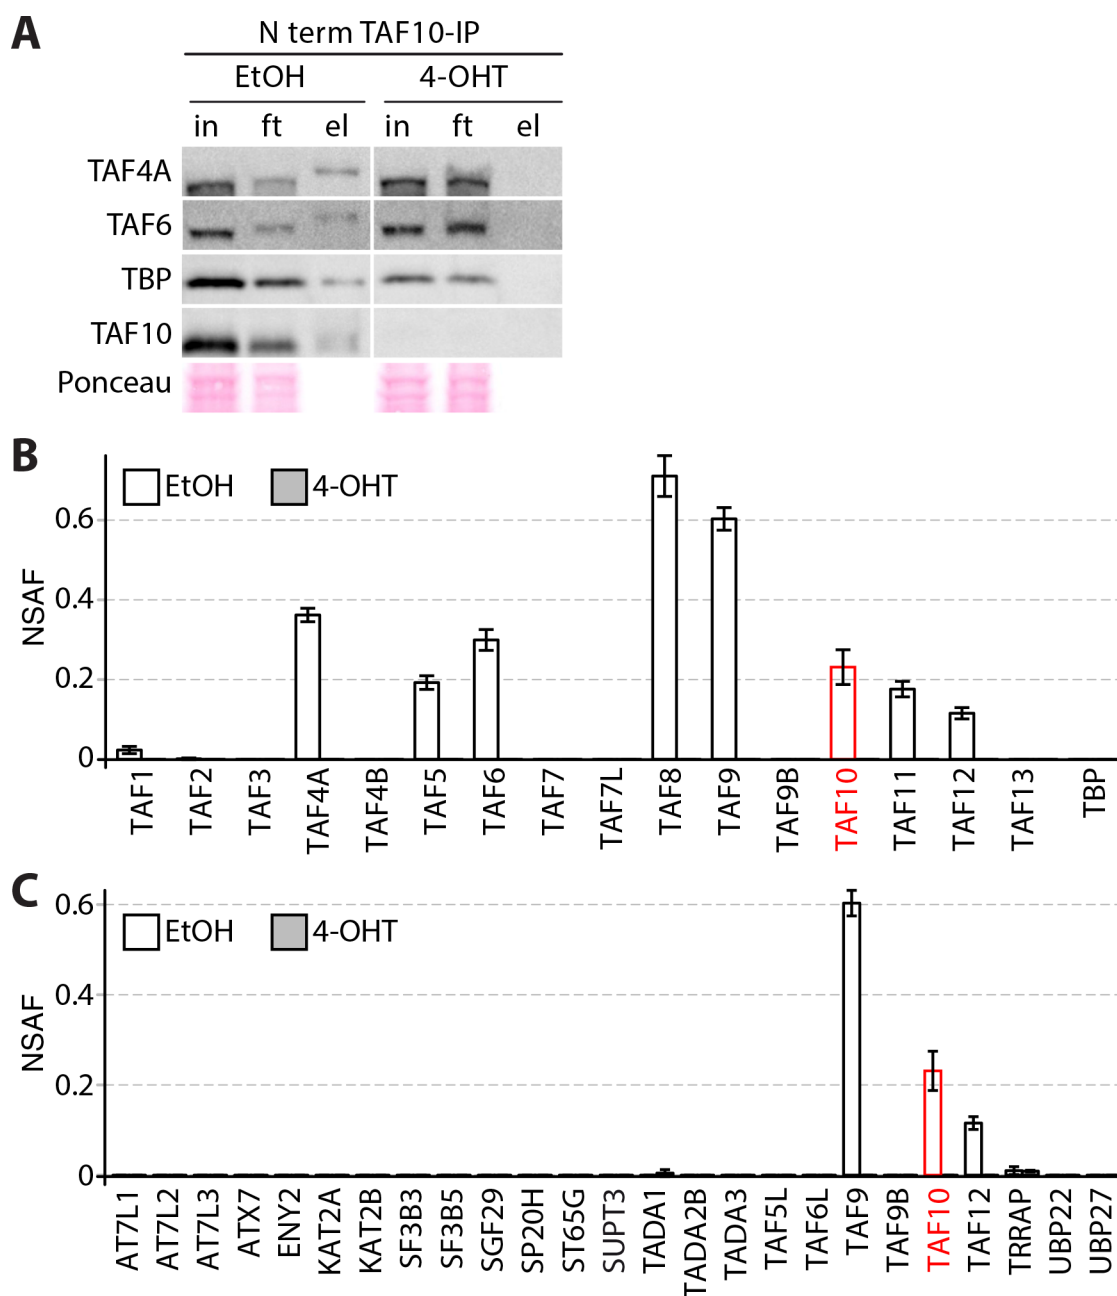 A
N term TAF10-IP
EtOH 4-OHT
in ft el in ft el
TAF4A
TAF6
TBP
TAF10
Ponceau
B
EtOH 4-OHT
NSAF
0.6
0.4
0.2
0
TAF1 TAF2 TAF3 TAF4A TAF4B TAF5 TAF6 TAF7 TAF7L TAF8 TAF9 TAF9B TAF10 TAF11 TAF12 TAF13 TBP
C
EtOH 4-OHT
NSAF
0.6
0.4
0.2
0
AT7L1 AT7L2 AT7L3 ATX7 ENY2 KAT2A KAT2B SF3B3 SF3B5 SGF29 SP20H ST65G SUPT3 TADA1 TADA2B TADA3 TAF5L TAF6L TAF9 TAF9B TAF10 TAF12 TRRAP UBP22 UBP27